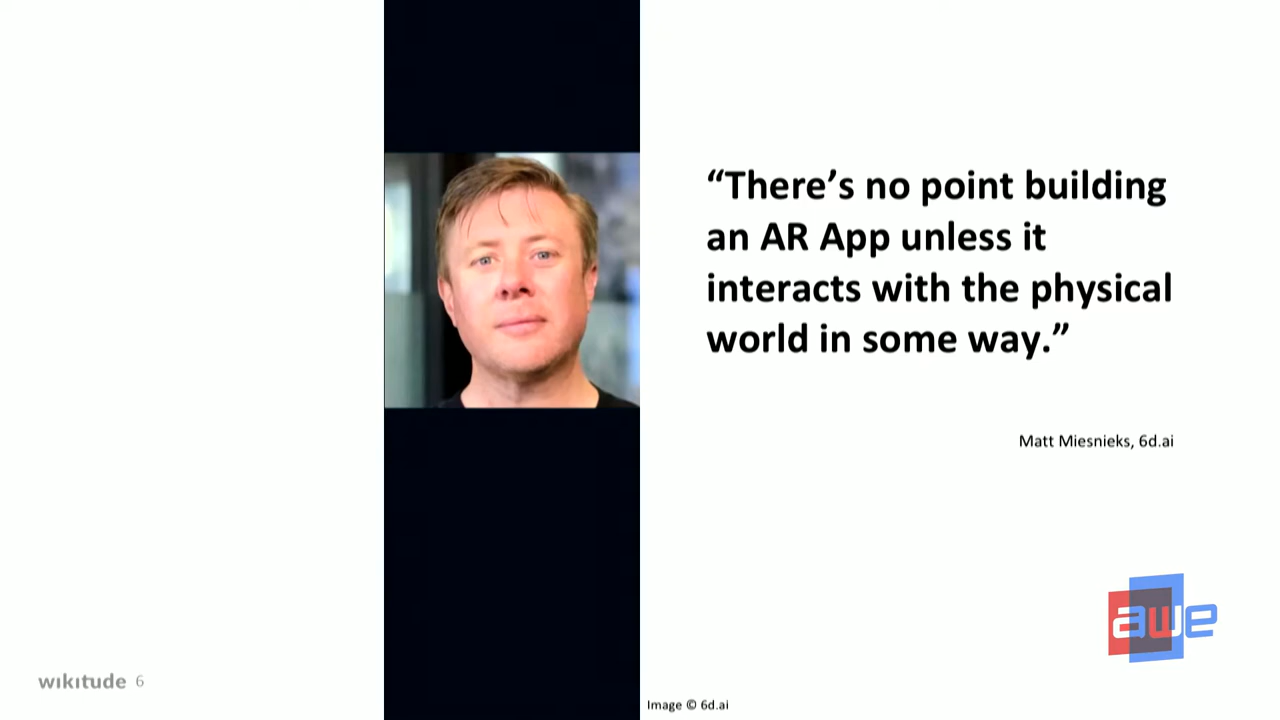 “There’s no point building
an AR App unless it
interacts with the physical
world in some way.”
Matt Miesnieks, 6d.ai
awe
wikitude 6
Image © 6d.ai